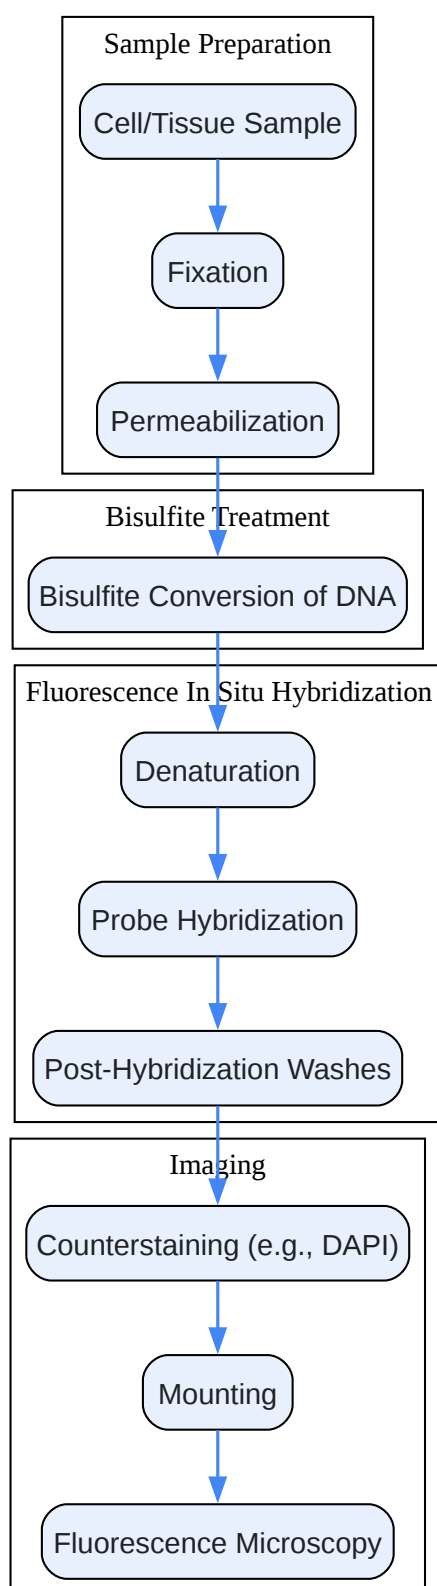 Sample Preparation
Cell/Tissue Sample
Fixation
Permeabilization
Bisulfite Treatment
Bisulfite Conversion of DNA
Fluorescence In Situ Hybridization
Denaturation
Probe Hybridization
Post-Hybridization Washes
Imaging
Counterstaining (e.g., DAPI)
Mounting
Fluorescence Microscopy